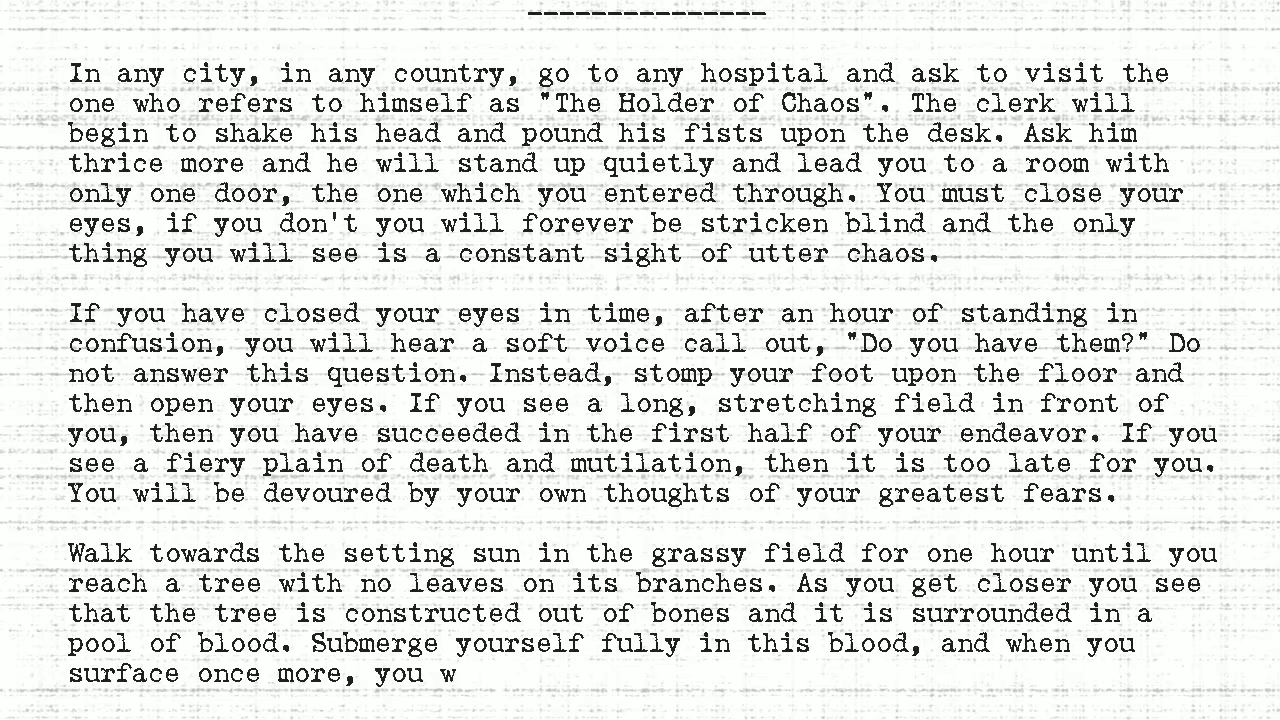 ---------------
In any city, in any country, go to any hospital and ask to visit the
one who refers to himself as "The Holder of Chaos". The clerk will
begin to shake his head and pound his fists upon the desk. Ask him
thrice more and he will stand up quietly and lead you to a room with
only one door, the one which you entered through. You must close your
eyes, if you don't you will forever be stricken blind and the only
thing you will see is a constant sight of utter chaos.
If you have closed your eyes in time, after an hour of standing in
confusion, you will hear a soft voice call out, "Do you have them?" Do
not answer this question. Instead, stomp your foot upon the floor and
then open your eyes. If you see a long, stretching field in front of
you, then you have succeeded in the first half of your endeavor. If you
see a fiery plain of death and mutilation, then it is too late for you.
You will be devoured by your own thoughts of your greatest fears.
Walk towards the setting sun in the grassy field for one hour until you
reach a tree with no leaves on its branches. As you get closer you see
that the tree is constructed out of bones and it is surrounded in a
pool of blood. Submerge yourself fully in this blood, and when you
surface once more, you w